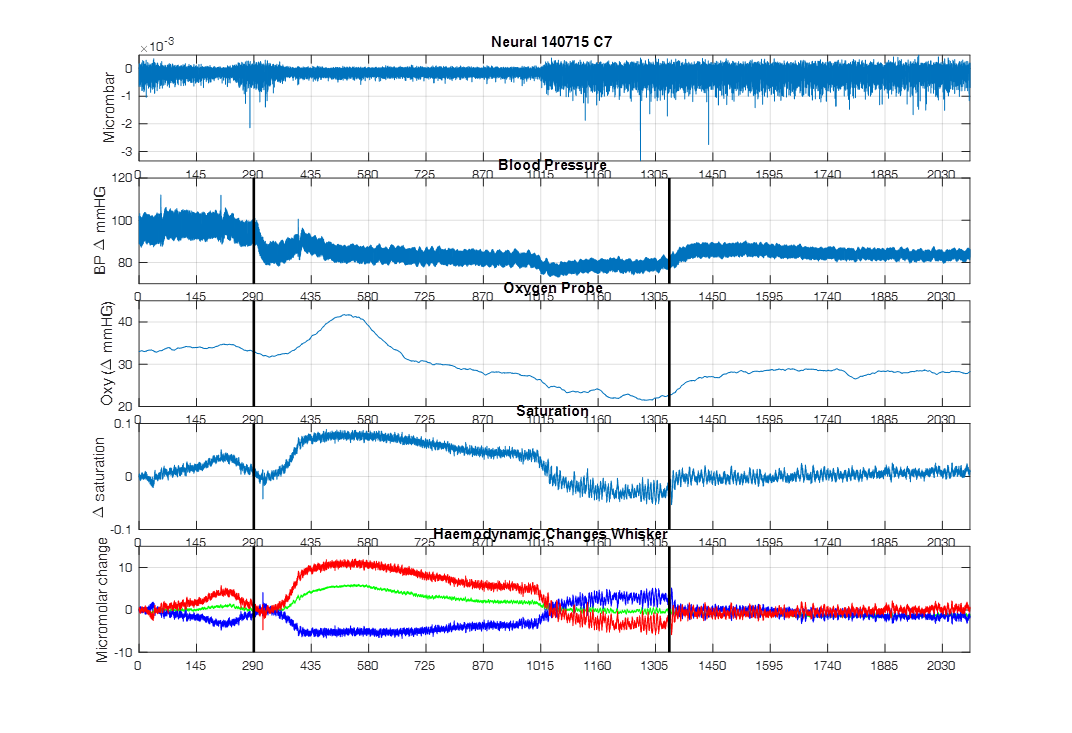 ×10-3
Neural 140715 C7
Micrombar
0
-1
-2
-3
0 145 290 435 580 725 870 1015 1160 1305 1450 1595 1740 1885 2030
Blood Pressure
BP Δ mmHG
120
100
80
0 145 290 435 580 725 870 1015 1160 1305 1450 1595 1740 1885 2030
Oxygen Probe
Oxy (Δ mmHG)
40
30
20
0 145 290 435 580 725 870 1015 1160 1305 1450 1595 1740 1885 2030
Saturation
Δ saturation
0.1
0
-0.1
0 145 290 435 580 725 870 1015 1160 1305 1450 1595 1740 1885 2030
Haemodynamic Changes Whisker
Micromolar change
10
0
-10
0 145 290 435 580 725 870 1015 1160 1305 1450 1595 1740 1885 2030